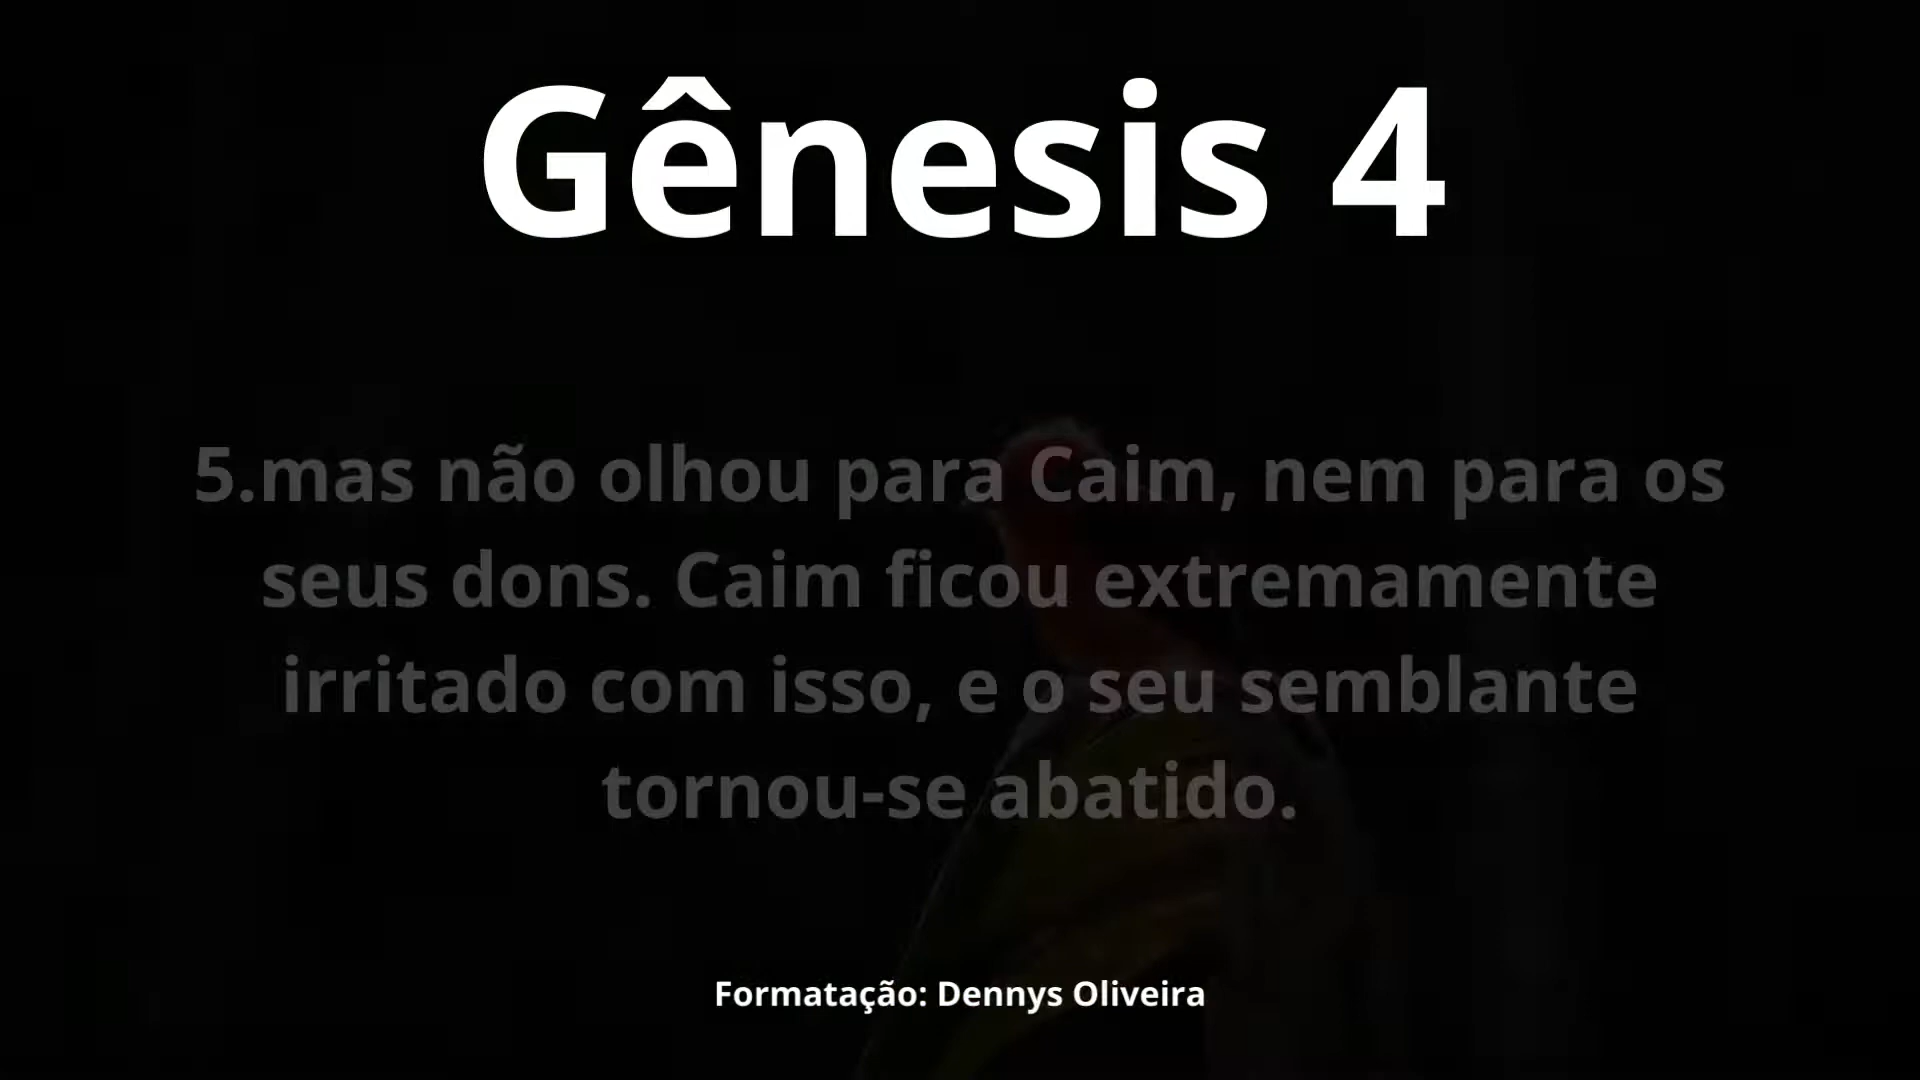 Gênesis 4
5.mas não olhou para Caim, nem para os
seus dons. Caim ficou extremamente
irritado com isso, e o seu semblante
tornou-se abatido.
Formatação: Dennys Oliveira